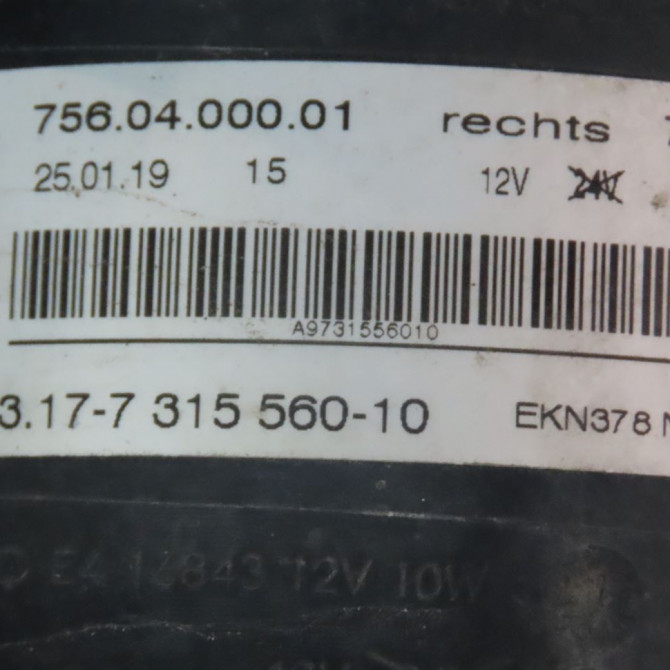 756.04.000.01 rechts
25.01.19 15 12V 24V
A9731556010
3.17-7 315 560-10 EKN378
E4 12V 10W